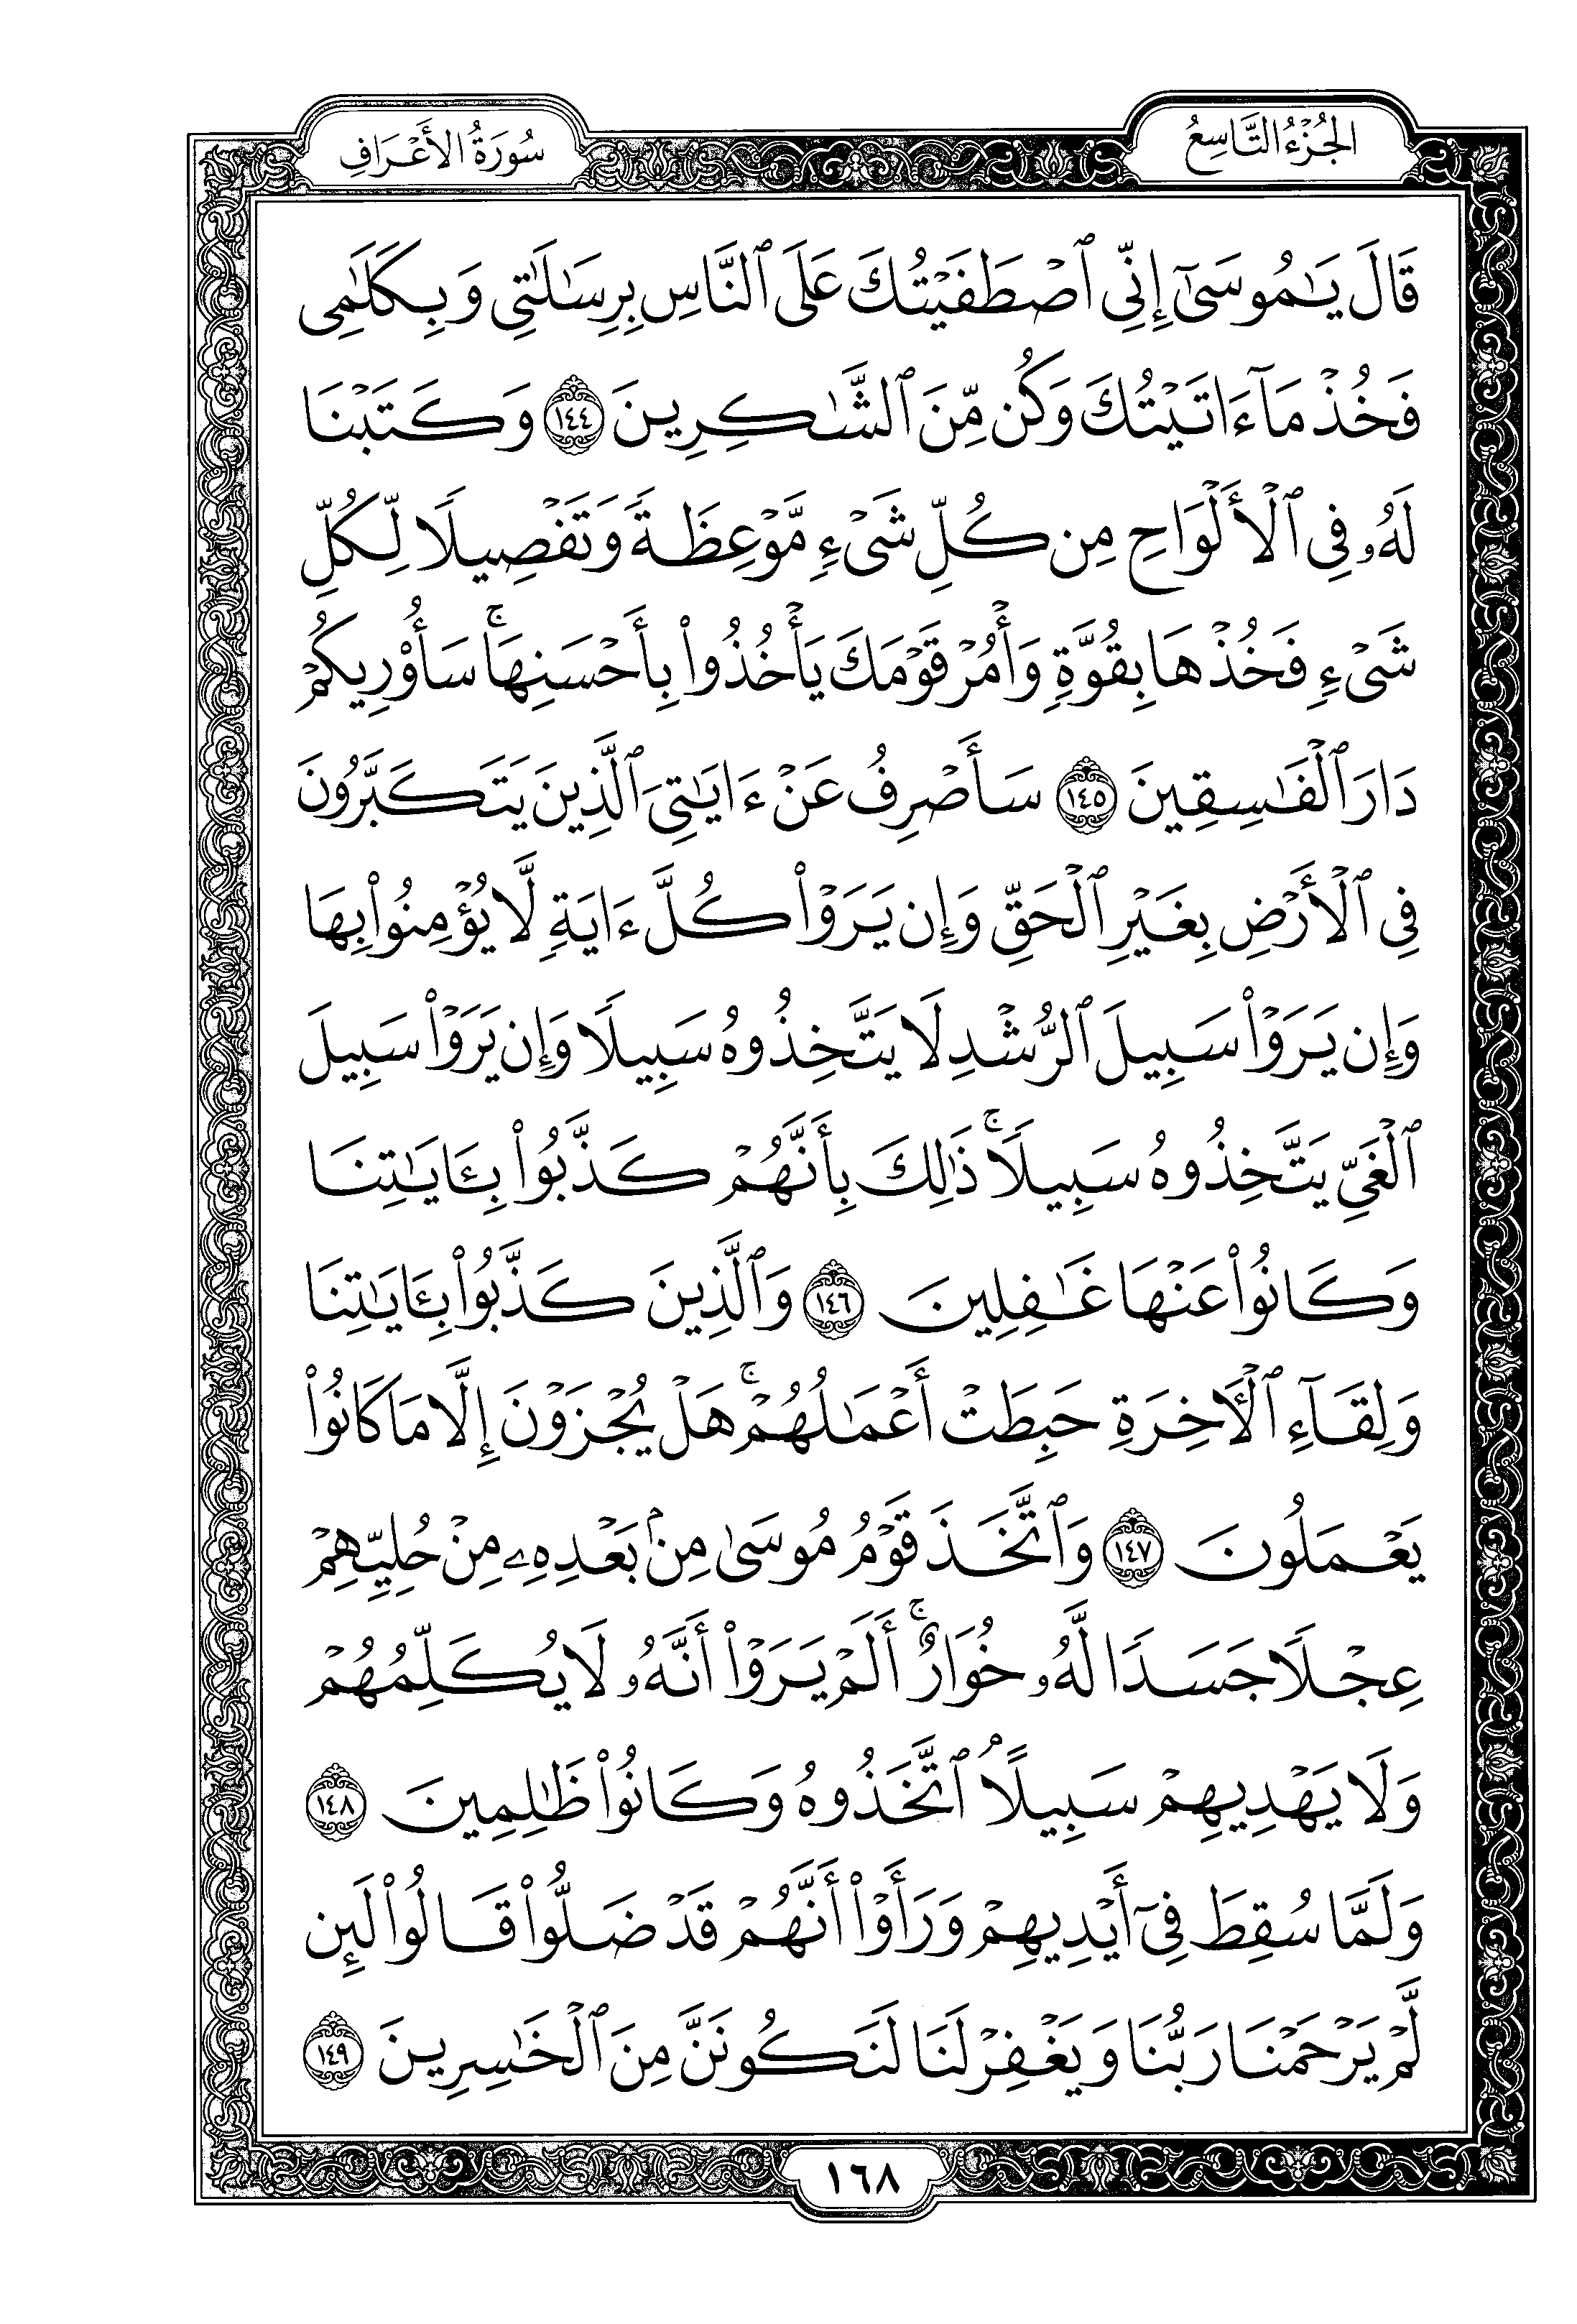 الجُزْءُ التَّاسِعُ
سُورَةُ الأَعْرَافِ
قَالَ يَٰمُوسَىٰٓ إِنِّى ٱصْطَفَيْتُكَ عَلَى ٱلنَّاسِ بِرِسَٰلَٰتِى وَبِكَلَٰمِى
فَخُذْ مَآ ءَاتَيْتُكَ وَكُن مِّنَ ٱلشَّٰكِرِينَ ١٤٤ وَكَتَبْنَا
لَهُۥ فِى ٱلْأَلْوَاحِ مِن كُلِّ شَىْءٍ مَّوْعِظَةً وَتَفْصِيلًا لِّكُلِّ
شَىْءٍ فَخُذْهَا بِقُوَّةٍ وَأْمُرْ قَوْمَكَ يَأْخُذُوا۟ بِأَحْسَنِهَا ۚ سَأُو۟رِيكُمْ
دَارَ ٱلْفَٰسِقِينَ ١٤٥ سَأَصْرِفُ عَنْ ءَايَٰتِىَ ٱلَّذِينَ يَتَكَبَّرُونَ
فِى ٱلْأَرْضِ بِغَيْرِ ٱلْحَقِّ وَإِن يَرَوْا۟ كُلَّ ءَايَةٍ لَّا يُؤْمِنُوا۟ بِهَا
وَإِن يَرَوْا۟ سَبِيلَ ٱلرُّشْدِ لَا يَتَّخِذُوهُ سَبِيلًا وَإِن يَرَوْا۟ سَبِيلَ
ٱلْغَىِّ يَتَّخِذُوهُ سَبِيلًا ۚ ذَٰلِكَ بِأَنَّهُمْ كَذَّبُوا۟ بِـَٔايَٰتِنَا
وَكَانُوا۟ عَنْهَا غَٰفِلِينَ ١٤٦ وَٱلَّذِينَ كَذَّبُوا۟ بِـَٔايَٰتِنَا
وَلِقَآءِ ٱلْـَٔاخِرَةِ حَبِطَتْ أَعْمَٰلُهُمْ ۚ هَلْ يُجْزَوْنَ إِلَّا مَا كَانُوا۟
يَعْمَلُونَ ١٤٧ وَٱتَّخَذَ قَوْمُ مُوسَىٰ مِنۢ بَعْدِهِۦ مِنْ حُلِيِّهِمْ
عِجْلًا جَسَدًا لَّهُۥ خُوَارٌ ۚ أَلَمْ يَرَوْا۟ أَنَّهُۥ لَا يُكَلِّمُهُمْ
وَلَا يَهْدِيهِمْ سَبِيلًا ۘ ٱتَّخَذُوهُ وَكَانُوا۟ ظَٰلِمِينَ ١٤٨
وَلَمَّا سُقِطَ فِىٓ أَيْدِيهِمْ وَرَأَوْا۟ أَنَّهُمْ قَدْ ضَلُّوا۟ قَالُوا۟ لَئِن
لَّمْ يَرْحَمْنَا رَبُّنَا وَيَغْفِرْ لَنَا لَنَكُونَنَّ مِنَ ٱلْخَٰسِرِينَ ١٤٩
١٦٨